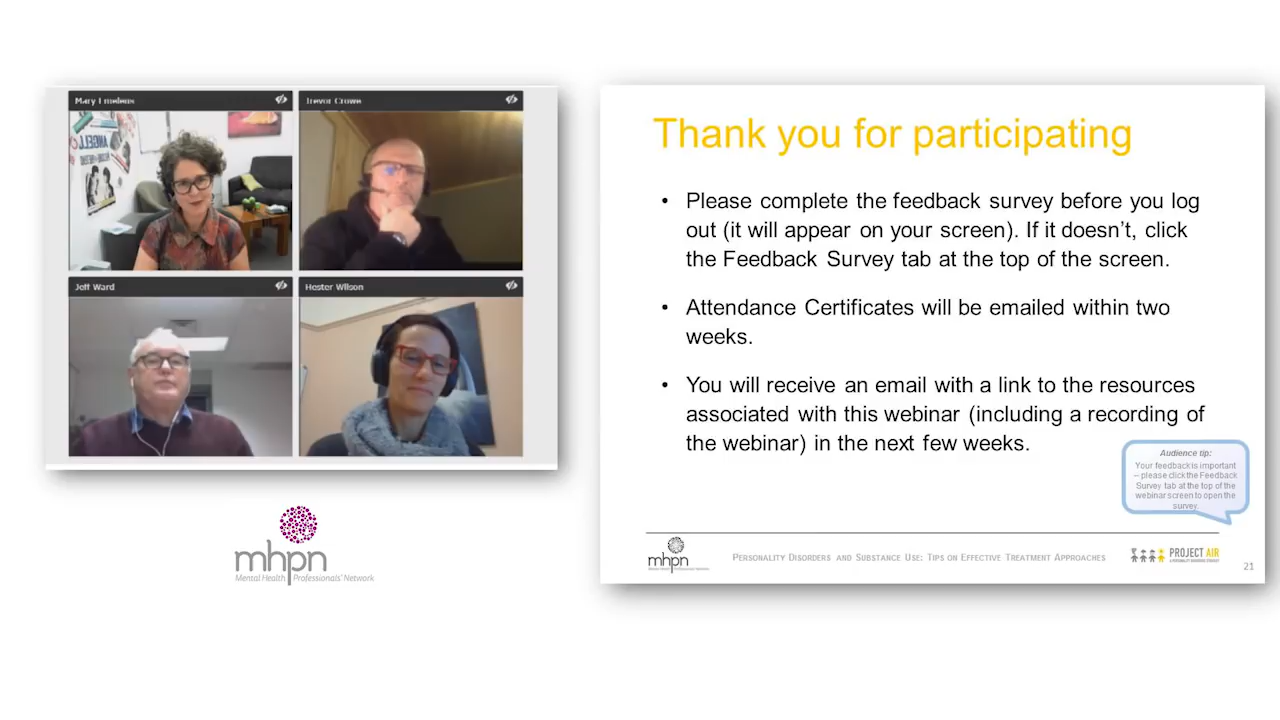 Trevor Crowe
Jeff Ward
Hester Wilson
ANGELL
mhpn
Mental Health Professionals' Network
Thank you for participating
• Please complete the feedback survey before you log
out (it will appear on your screen). If it doesn't, click
the Feedback Survey tab at the top of the screen.
• Attendance Certificates will be emailed within two
weeks.
• You will receive an email with a link to the resources
associated with this webinar (including a recording of
the webinar) in the next few weeks.
Audience tip:
Your feedback is important
– please click the Feedback
Survey tab at the top of the
webinar screen to open the
survey.
mhpn
Personality Disorders and Substance Use: Tips on Effective Treatment Approaches
PROJECT AIR
A PERSONALITY DISORDERS STRATEGY
21